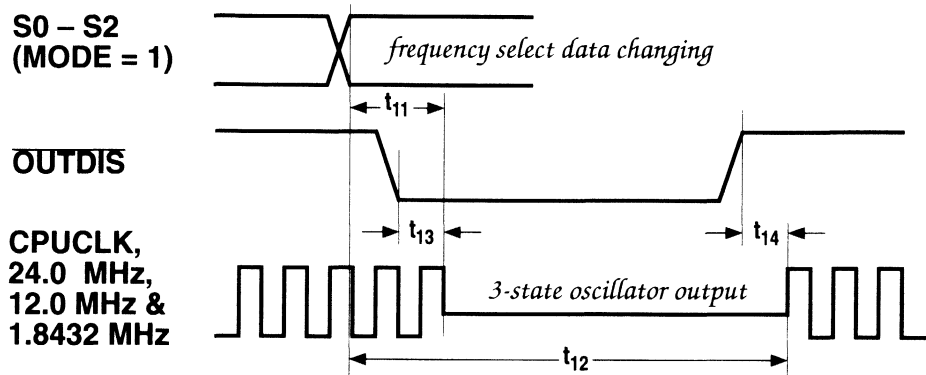 S0 – S2
(MODE = 1)
frequency select data changing
t11
OUTDIS
t13
t14
CPUCLK,
24.0 MHz,
12.0 MHz &
1.8432 MHz
3-state oscillator output
t12